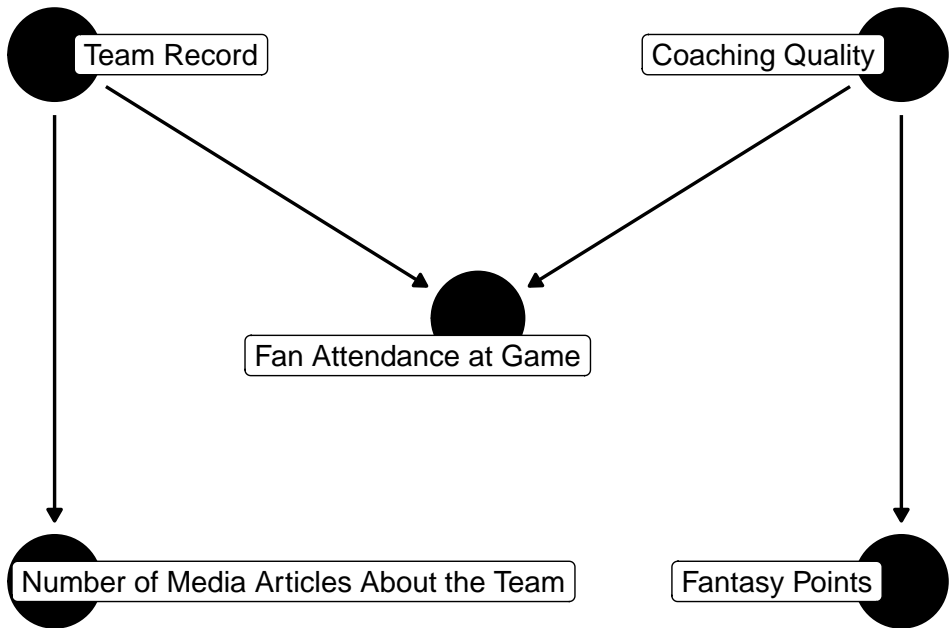 Team Record
Coaching Quality
Fan Attendance at Game
Number of Media Articles About the Team
Fantasy Points